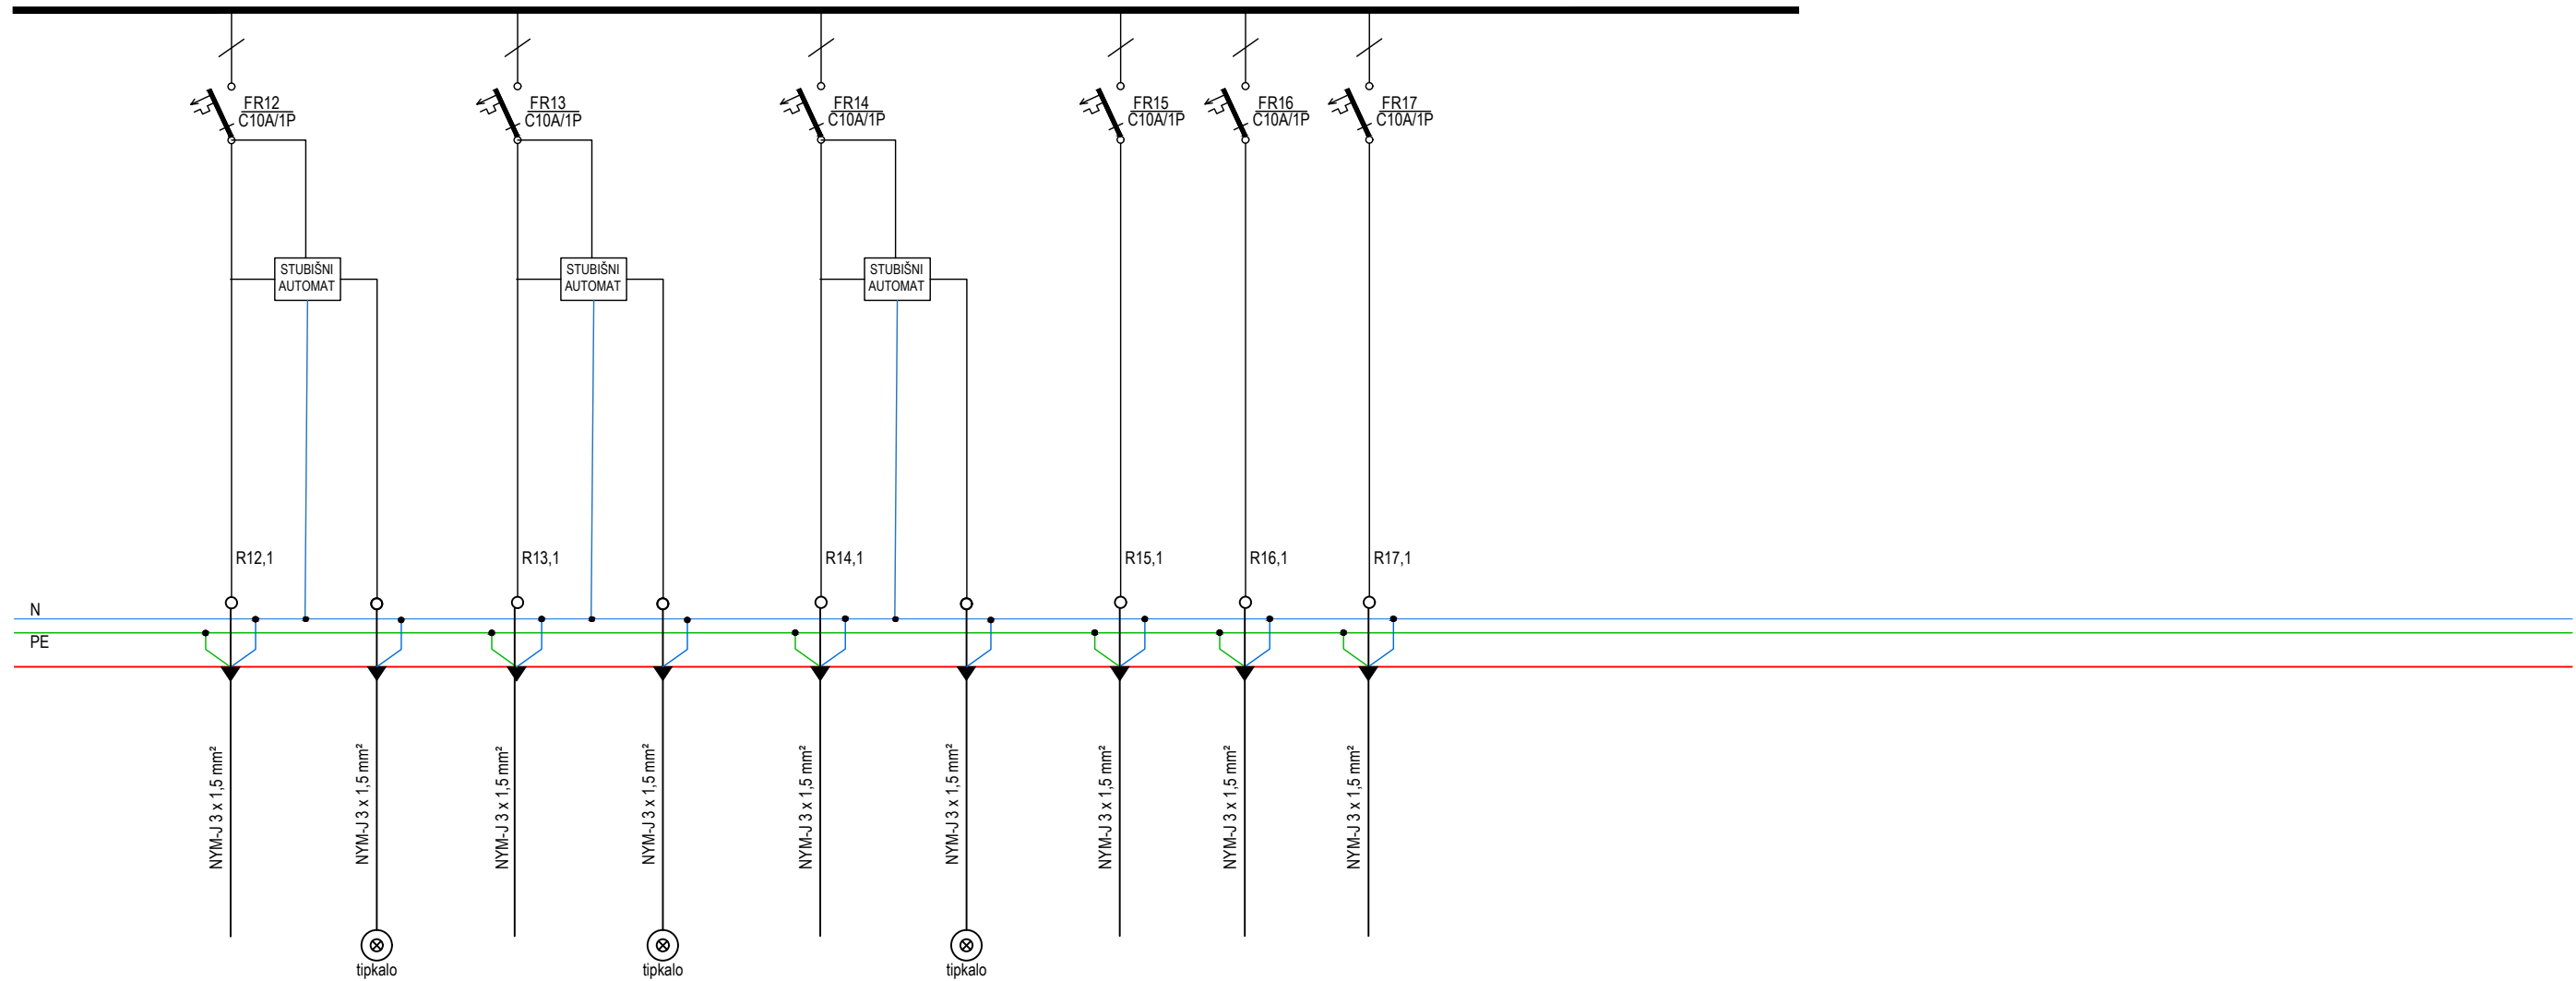 FR12
C10A/1P
FR13
C10A/1P
FR14
C10A/1P
FR15
C10A/1P
FR16
C10A/1P
FR17
C10A/1P
STUBIŠNI
AUTOMAT
STUBIŠNI
AUTOMAT
STUBIŠNI
AUTOMAT
R12,1
R13,1
R14,1
R15,1
R16,1
R17,1
N
PE
NYM-J 3 x 1,5 mm²
NYM-J 3 x 1,5 mm²
NYM-J 3 x 1,5 mm²
NYM-J 3 x 1,5 mm²
NYM-J 3 x 1,5 mm²
NYM-J 3 x 1,5 mm²
NYM-J 3 x 1,5 mm²
NYM-J 3 x 1,5 mm²
NYM-J 3 x 1,5 mm²
tipkalo
tipkalo
tipkalo